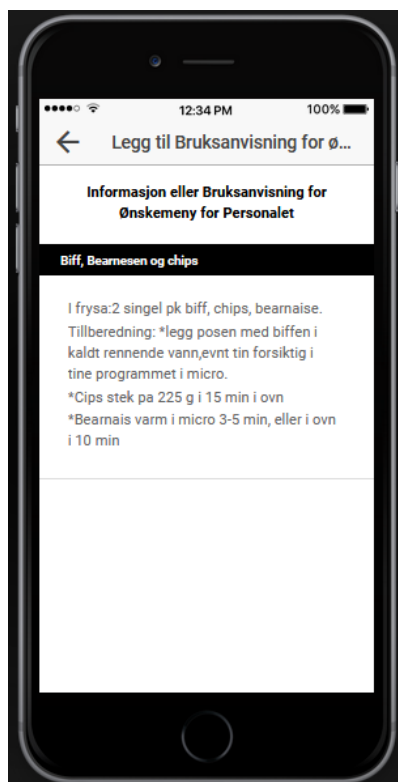 12:34 PM
100%
Legg til Bruksanvisning for ø...
Informasjon eller Bruksanvisning for
Ønskemeny for Personalet
Biff, Bearnesen og chips
I frysa:2 singel pk biff, chips, bearnaise.
Tillberedning: *legg posen med biffen i
kaldt rennende vann,evnt tin forsiktig i
tine programmet i micro.
*Cips stek pa 225 g i 15 min i ovn
*Bearnais varm i micro 3-5 min, eller i ovn
i 10 min